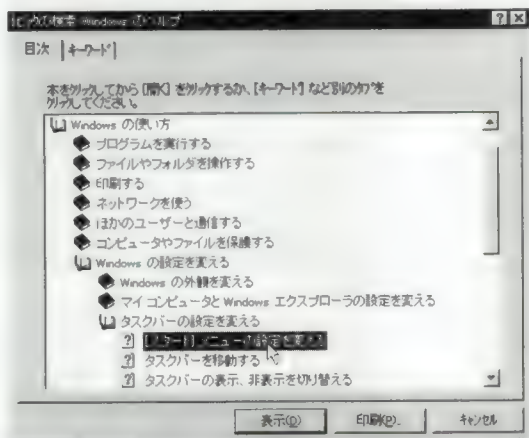 ﾄﾋﾟｯｸの検索: Windows のﾍﾙﾌﾟ
目次
ｷｰﾜｰﾄﾞ
本をｸﾘｯｸしてから [開く] をｸﾘｯｸするか、[ｷｰﾜｰﾄﾞ] など別のﾀﾌﾞを
ｸﾘｯｸしてください。
Windows の使い方
プログラムを実行する
ファイルやフォルダを操作する
印刷する
ネットワークを使う
ほかのユーザーと通信する
コンピュータやファイルを保護する
Windows の設定を変える
Windows の外観を変える
マイ コンピュータと Windows エクスプローラの設定を変える
タスクバーの設定を変える
[スタート] メニューの設定を変える
タスクバーを移動する
タスクバーの表示、非表示を切り替える
表示(D)
印刷(P)...
ｷｬﾝｾﾙ